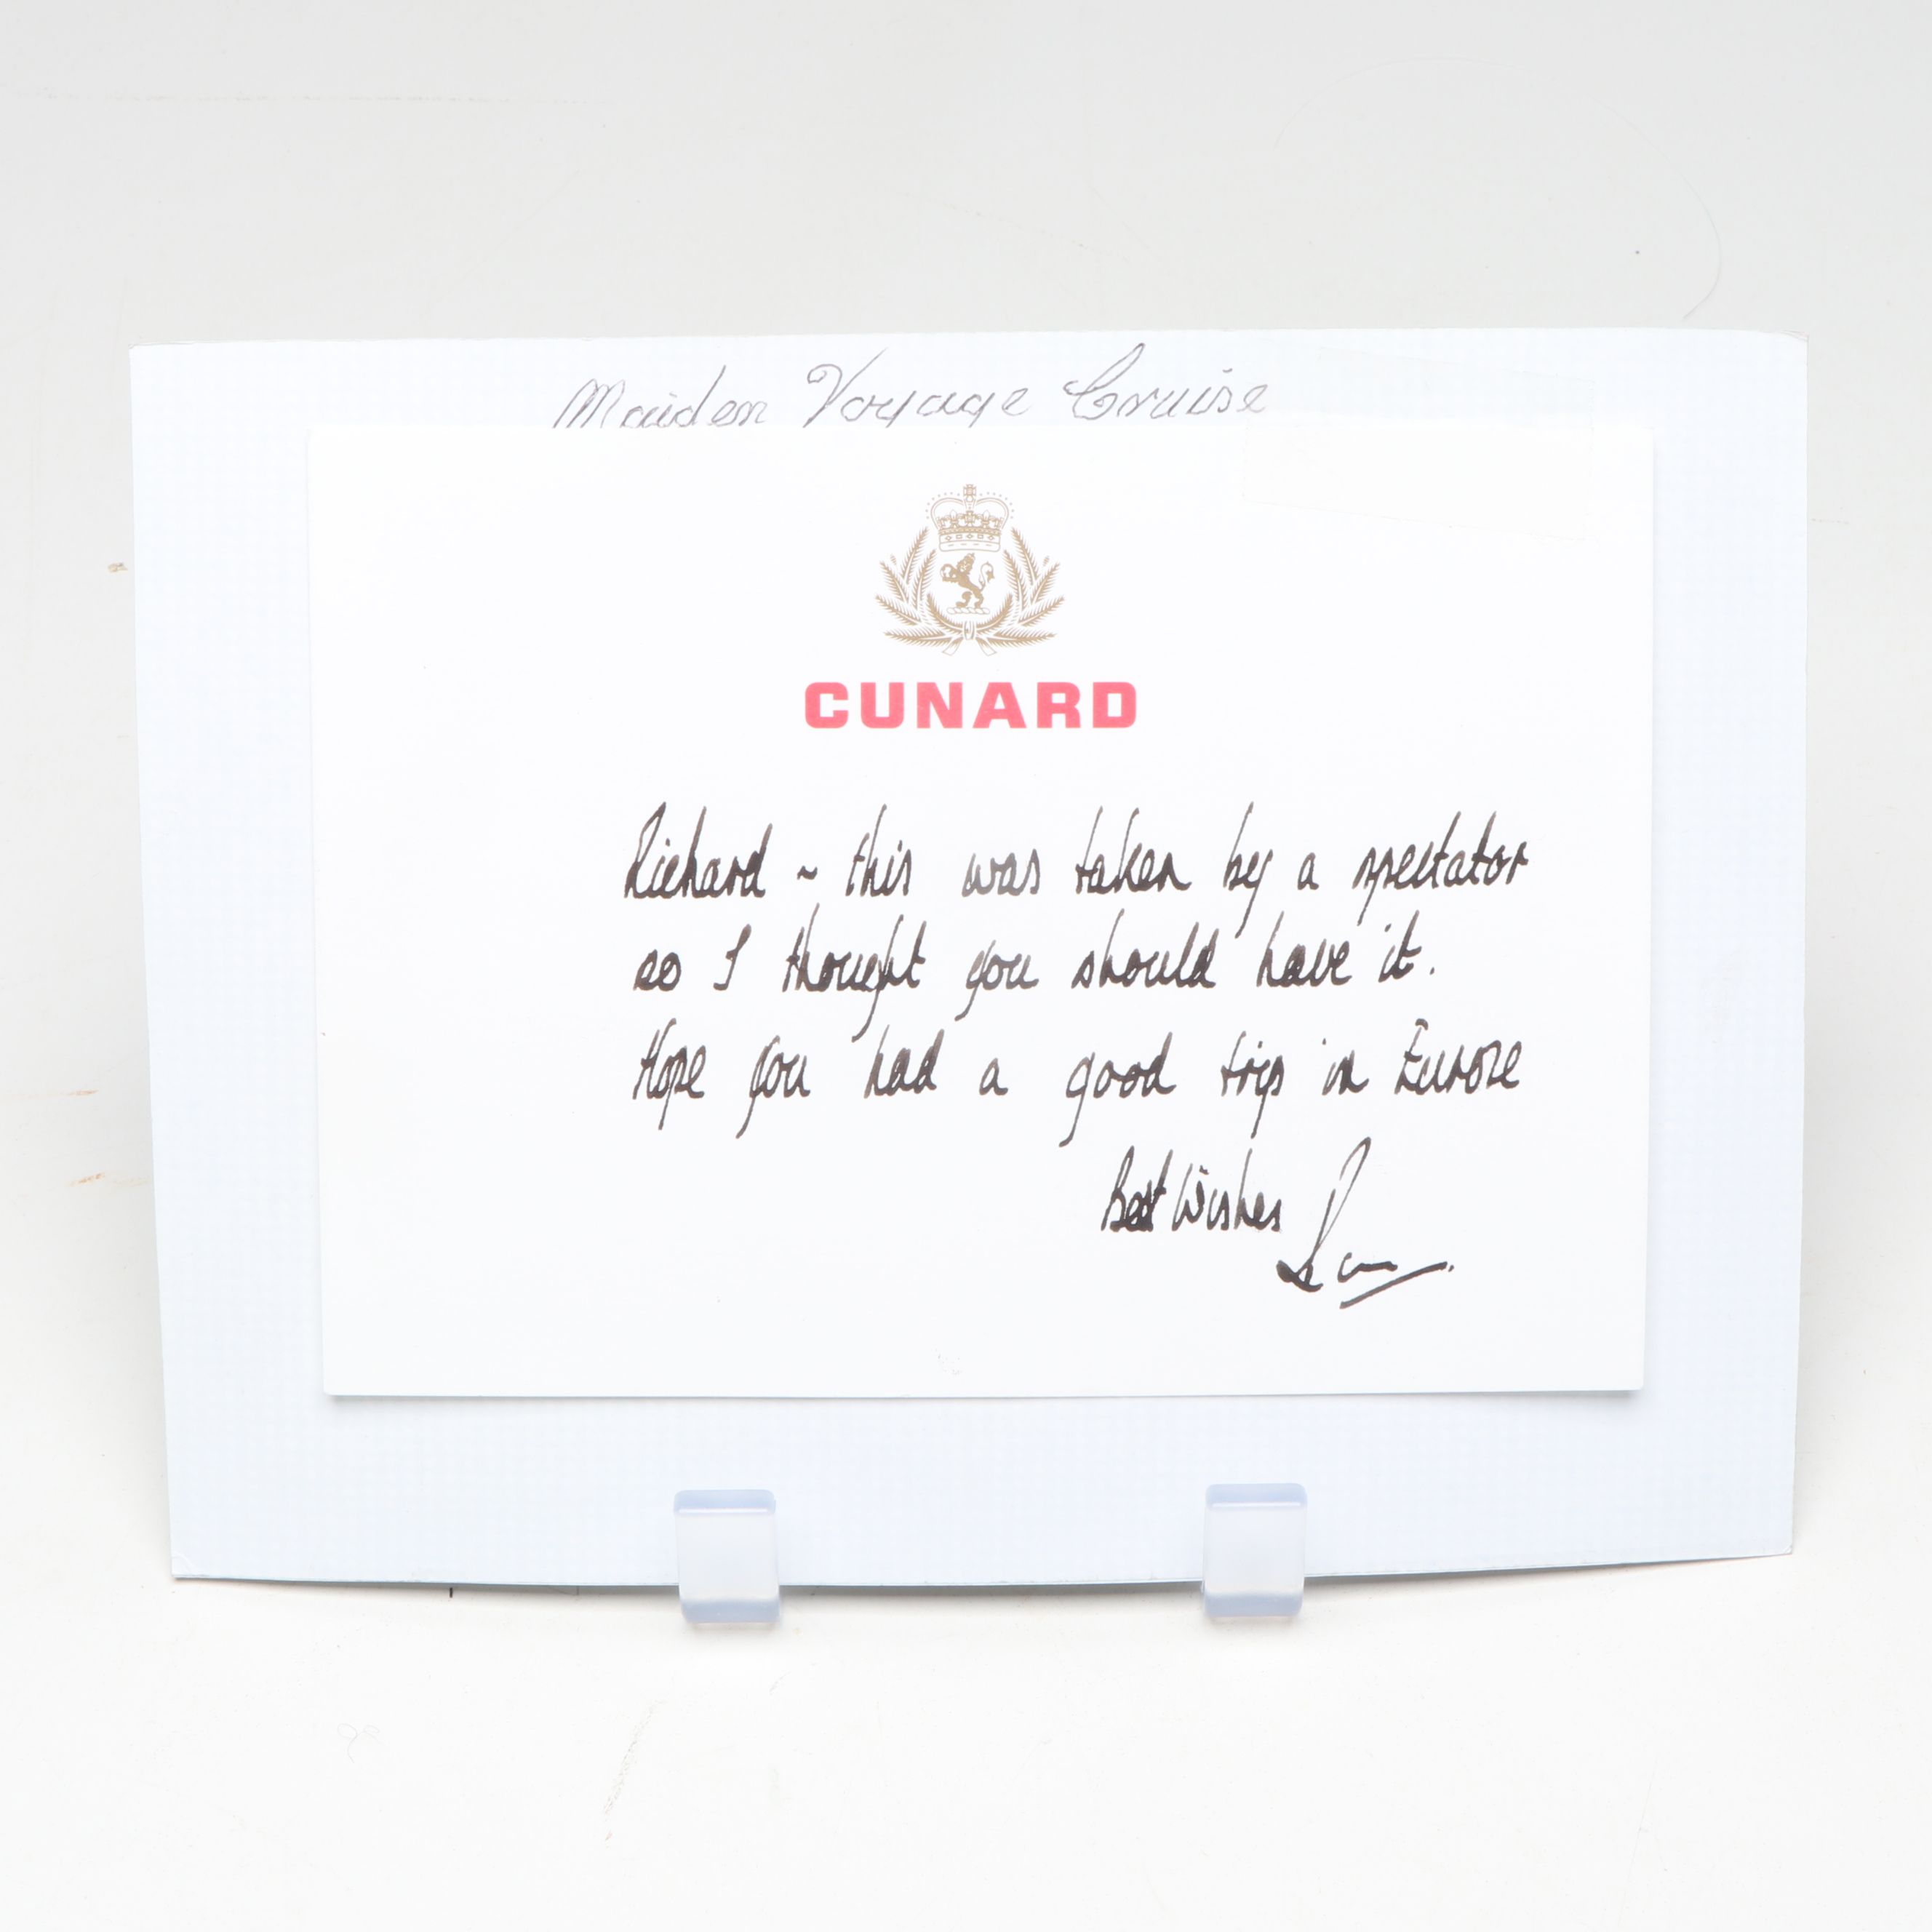 Maiden Voyage Cruise
CUNARD
Richard ~ this was taken by a spectator
so I thought you should have it.
Hope you had a good trip in Europe
Best Wishes